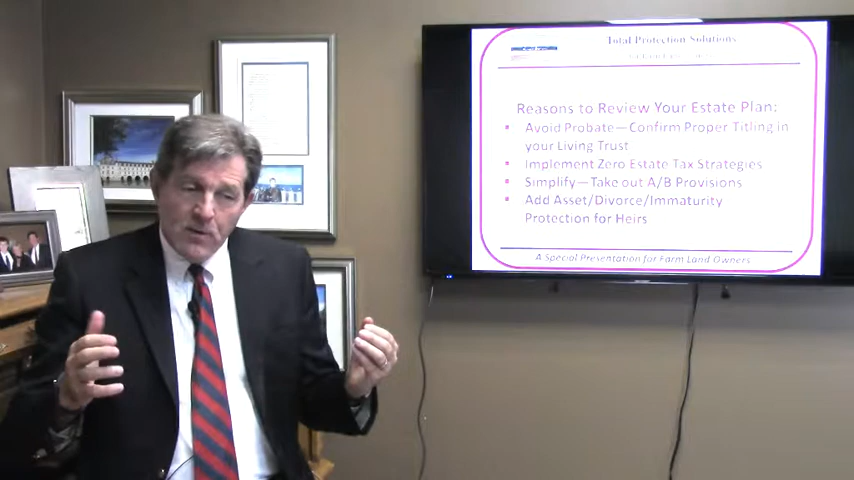 Total Protection Solutions
Reasons to Review Your Estate Plan:
▪ Avoid Probate—Confirm Proper Titling in
your Living Trust
▪ Implement Zero Estate Tax Strategies
▪ Simplify—Take out A/B Provisions
▪ Add Asset/Divorce/Immaturity
Protection for Heirs
A Special Presentation for Farm Land Owners